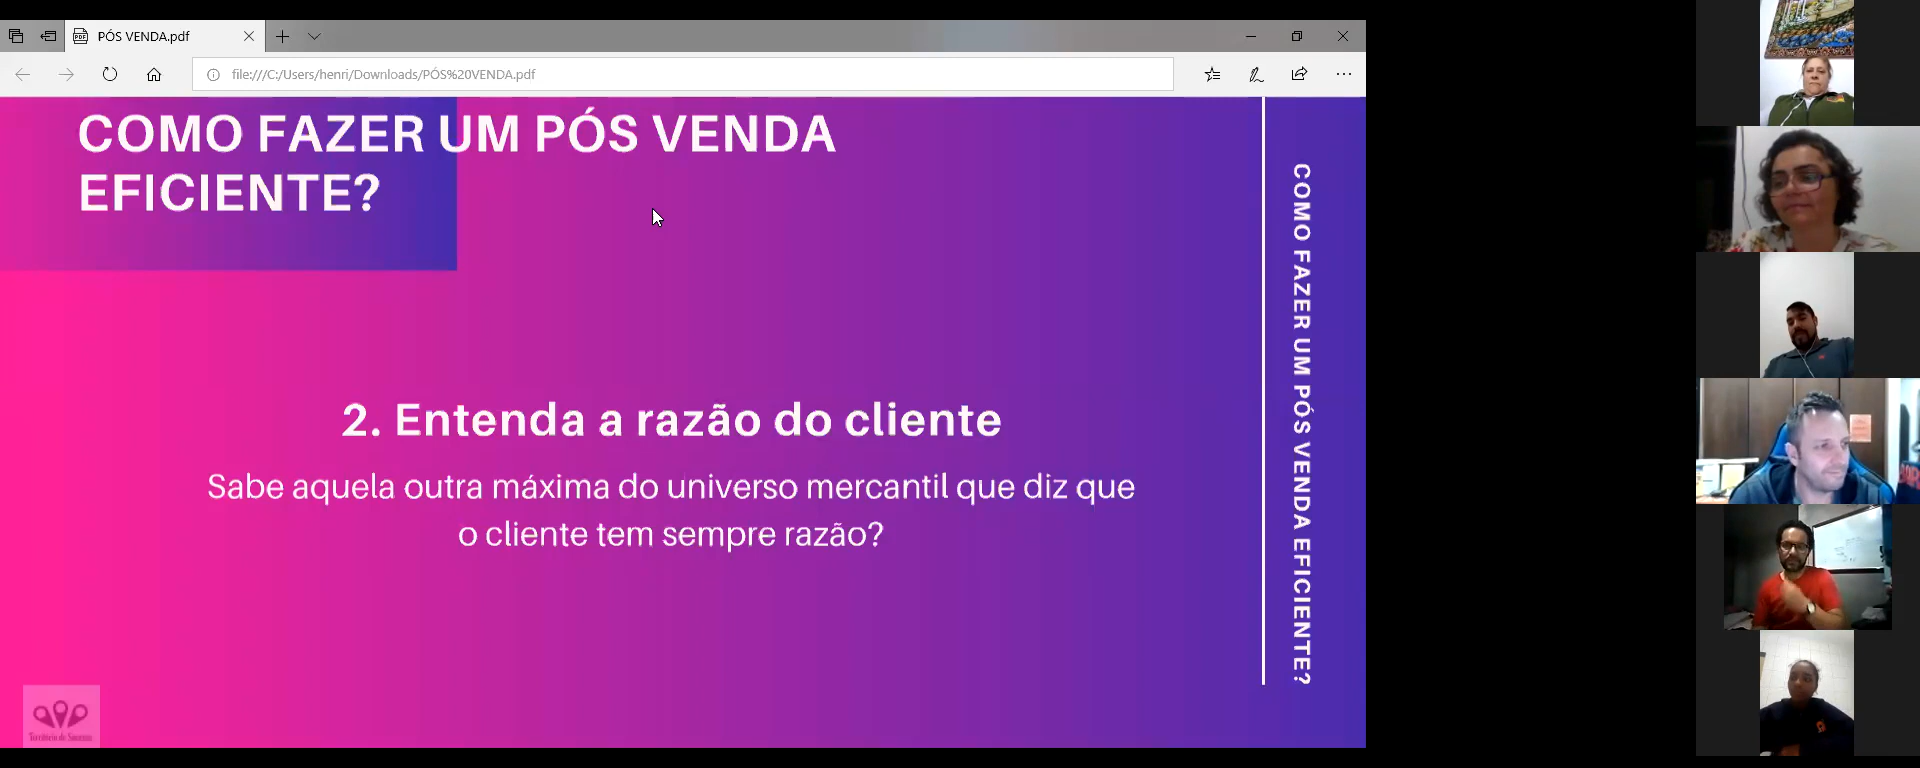 PÓS VENDA.pdf
file:///C:/Users/henri/Downloads/PÓS%20VENDA.pdf
COMO FAZER UM PÓS VENDA
EFICIENTE?
2. Entenda a razão do cliente
Sabe aquela outra máxima do universo mercantil que diz que
o cliente tem sempre razão?
COMO FAZER UM PÓS VENDA EFICIENTE?